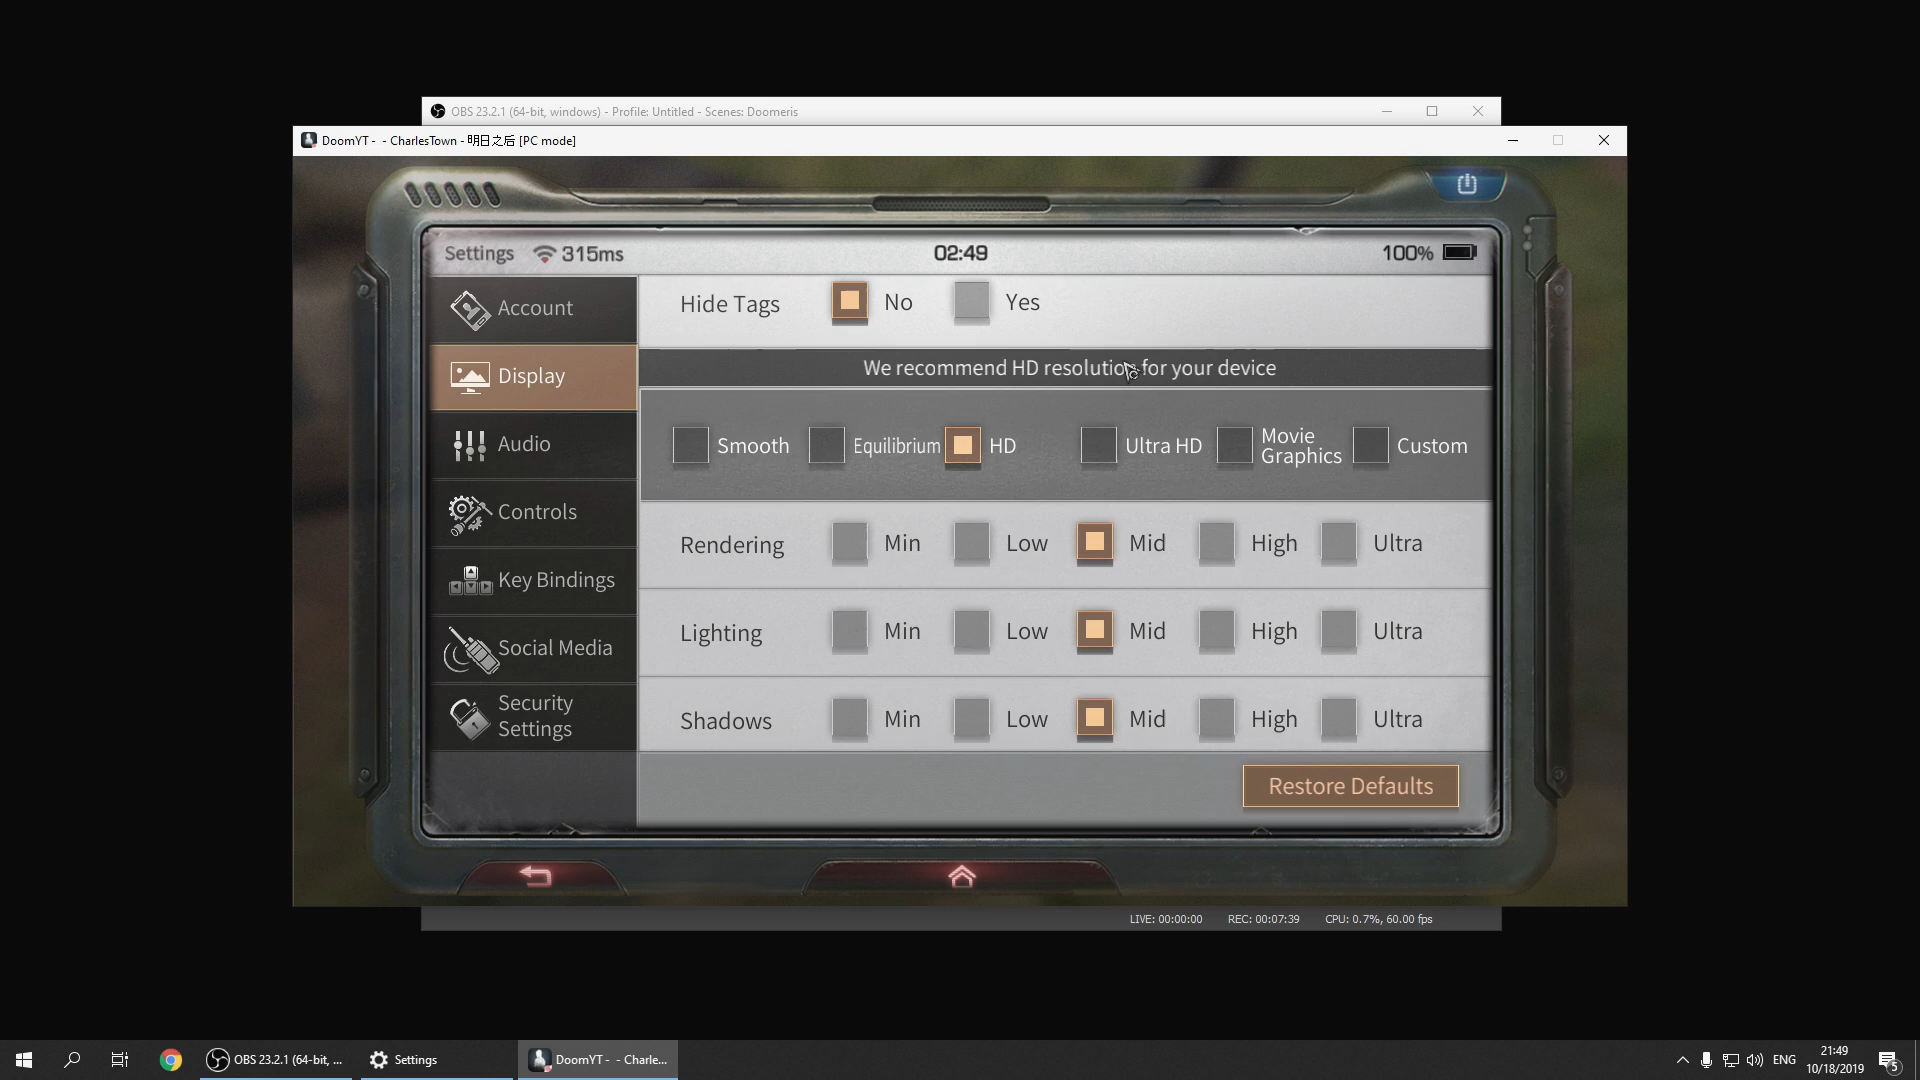 OBS 23.2.1 (64-bit, windows) - Profile: Untitled - Scenes: Doomeris
DoomYT - - CharlesTown - 明日之后 [PC mode]
Settings 315ms 02:49 100%
Account
Display
Audio
Controls
Key Bindings
Social Media
Security
Settings
Hide Tags No Yes
We recommend HD resolution for your device
Smooth Equilibrium HD Ultra HD Movie Graphics Custom
Rendering Min Low Mid High Ultra
Lighting Min Low Mid High Ultra
Shadows Min Low Mid High Ultra
Restore Defaults
LIVE: 00:00:00 REC: 00:07:39 CPU: 0.7%, 60.00 fps
OBS 23.2.1 (64-bit, ... Settings DoomYT - - Charle... ENG 21:49
10/18/2019 5